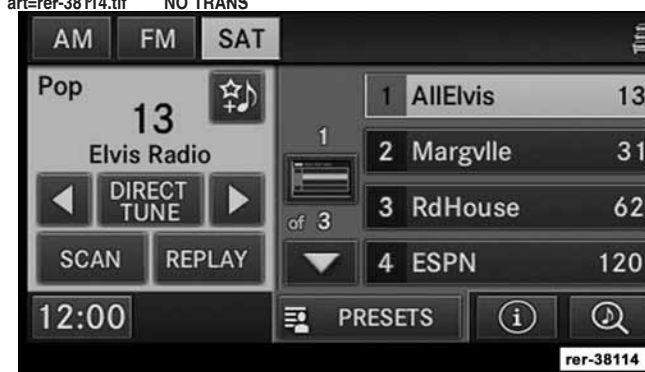 art=rer-38114.tif NO TRANS
AM FM SAT
Pop
13
Elvis Radio
DIRECT
TUNE
SCAN REPLAY
12:00
1
of 3
1 AllElvis 13
2 Margvlle 31
3 RdHouse 62
4 ESPN 120
PRESETS
i
rer-38114